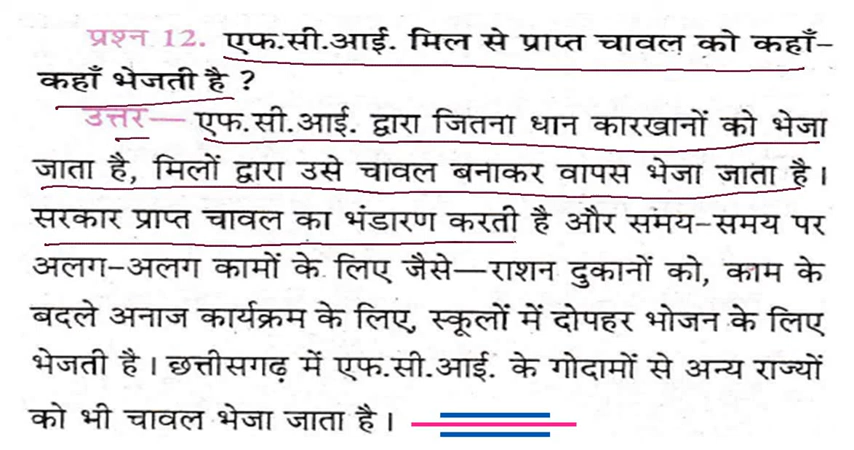 प्रश्न 12. एफ.सी.आई. मिल से प्राप्त चावल को कहाँ-
कहाँ भेजती है ?
उत्तर— एफ.सी.आई. द्वारा जितना धान कारखानों को भेजा
जाता है, मिलों द्वारा उसे चावल बनाकर वापस भेजा जाता है।
सरकार प्राप्त चावल का भंडारण करती है और समय-समय पर
अलग-अलग कामों के लिए जैसे—राशन दुकानों को, काम के
बदले अनाज कार्यक्रम के लिए, स्कूलों में दोपहर भोजन के लिए
भेजती है। छत्तीसगढ़ में एफ.सी.आई. के गोदामों से अन्य राज्यों
को भी चावल भेजा जाता है।